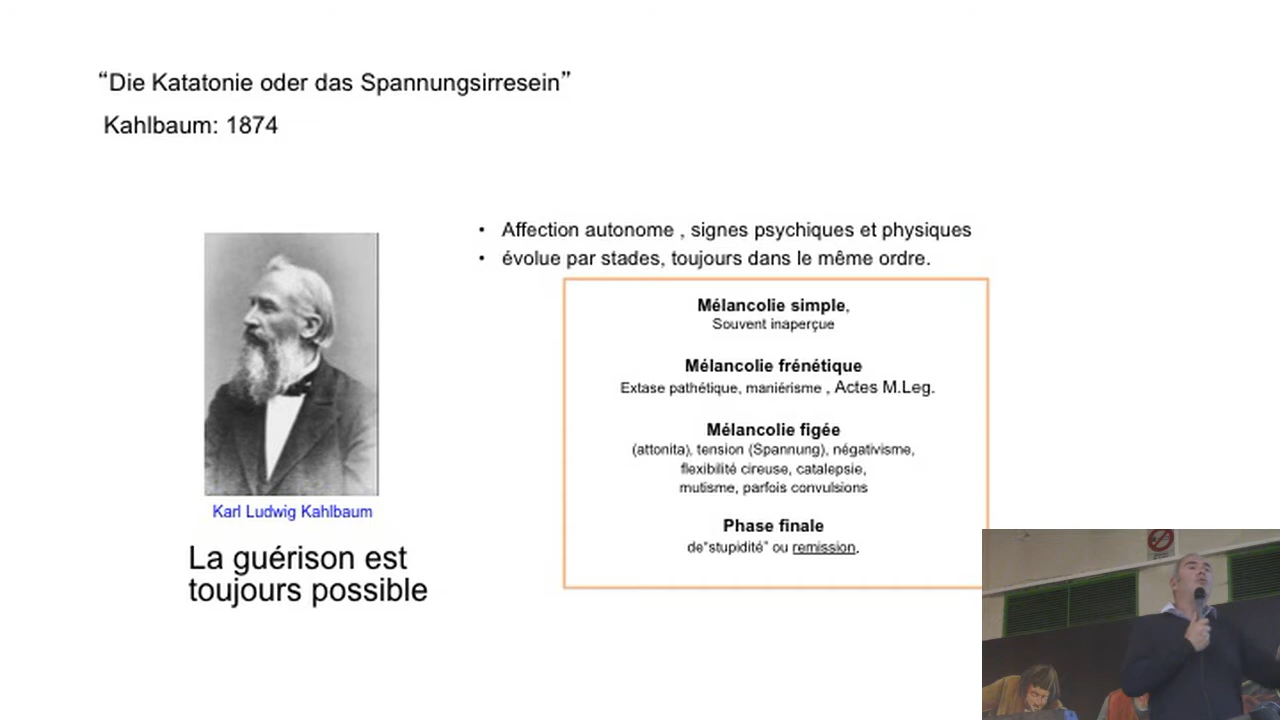 “Die Katatonie oder das Spannungsirresein”
Kahlbaum: 1874
• Affection autonome , signes psychiques et physiques
• évolue par stades, toujours dans le même ordre.
Mélancolie simple,
Souvent inaperçue
Mélancolie frénétique
Extase pathétique, maniérisme , Actes M.Leg.
Mélancolie figée
(attonita), tension (Spannung), négativisme,
flexibilité cireuse, catalepsie,
mutisme, parfois convulsions
Phase finale
de“stupidité” ou remission.
Karl Ludwig Kahlbaum
La guérison est
toujours possible